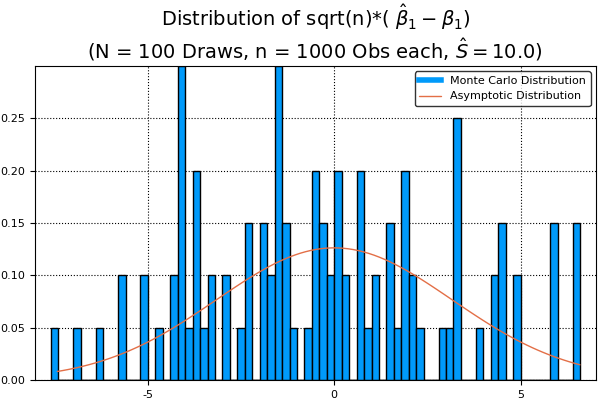 Distribution of sqrt(n)*( β̂₁ − β₁)
(N = 100 Draws, n = 1000 Obs each, Ŝ = 10.0)
Monte Carlo Distribution
Asymptotic Distribution
0.25
0.20
0.15
0.10
0.05
0.00
-5 0 5